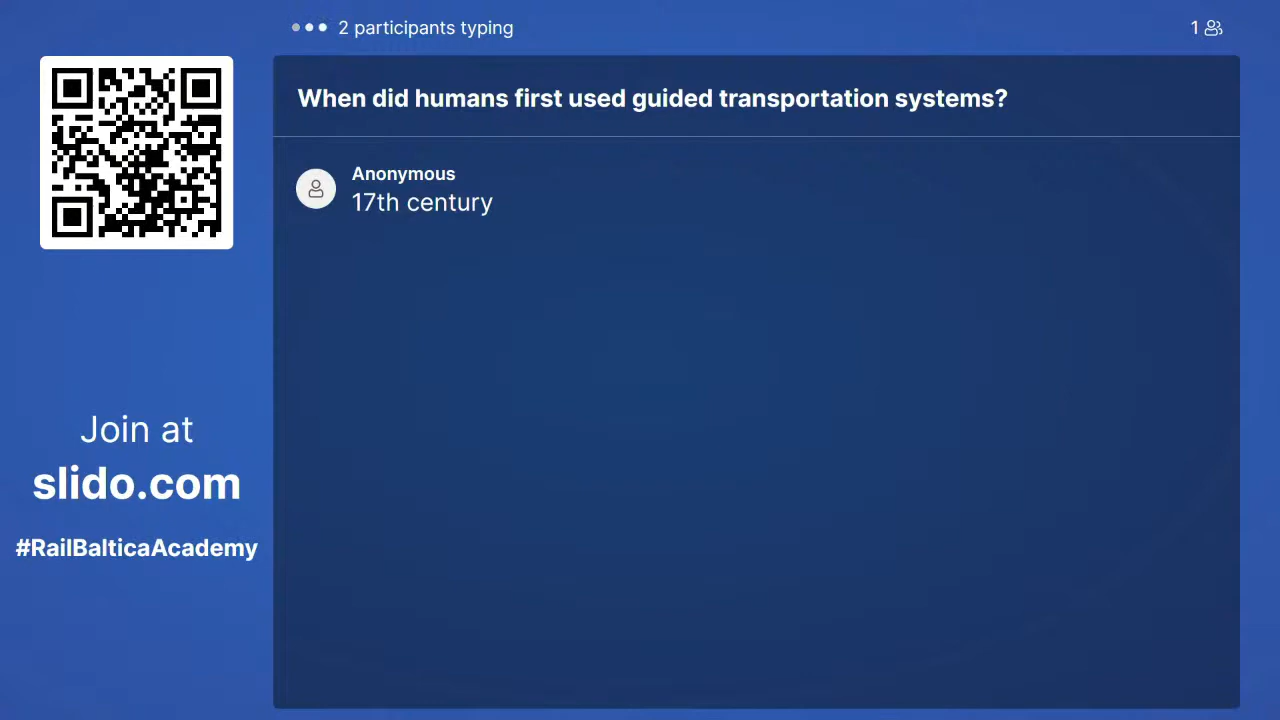 2 participants typing
1
When did humans first used guided transportation systems?
Anonymous
17th century
Join at
slido.com
#RailBalticaAcademy